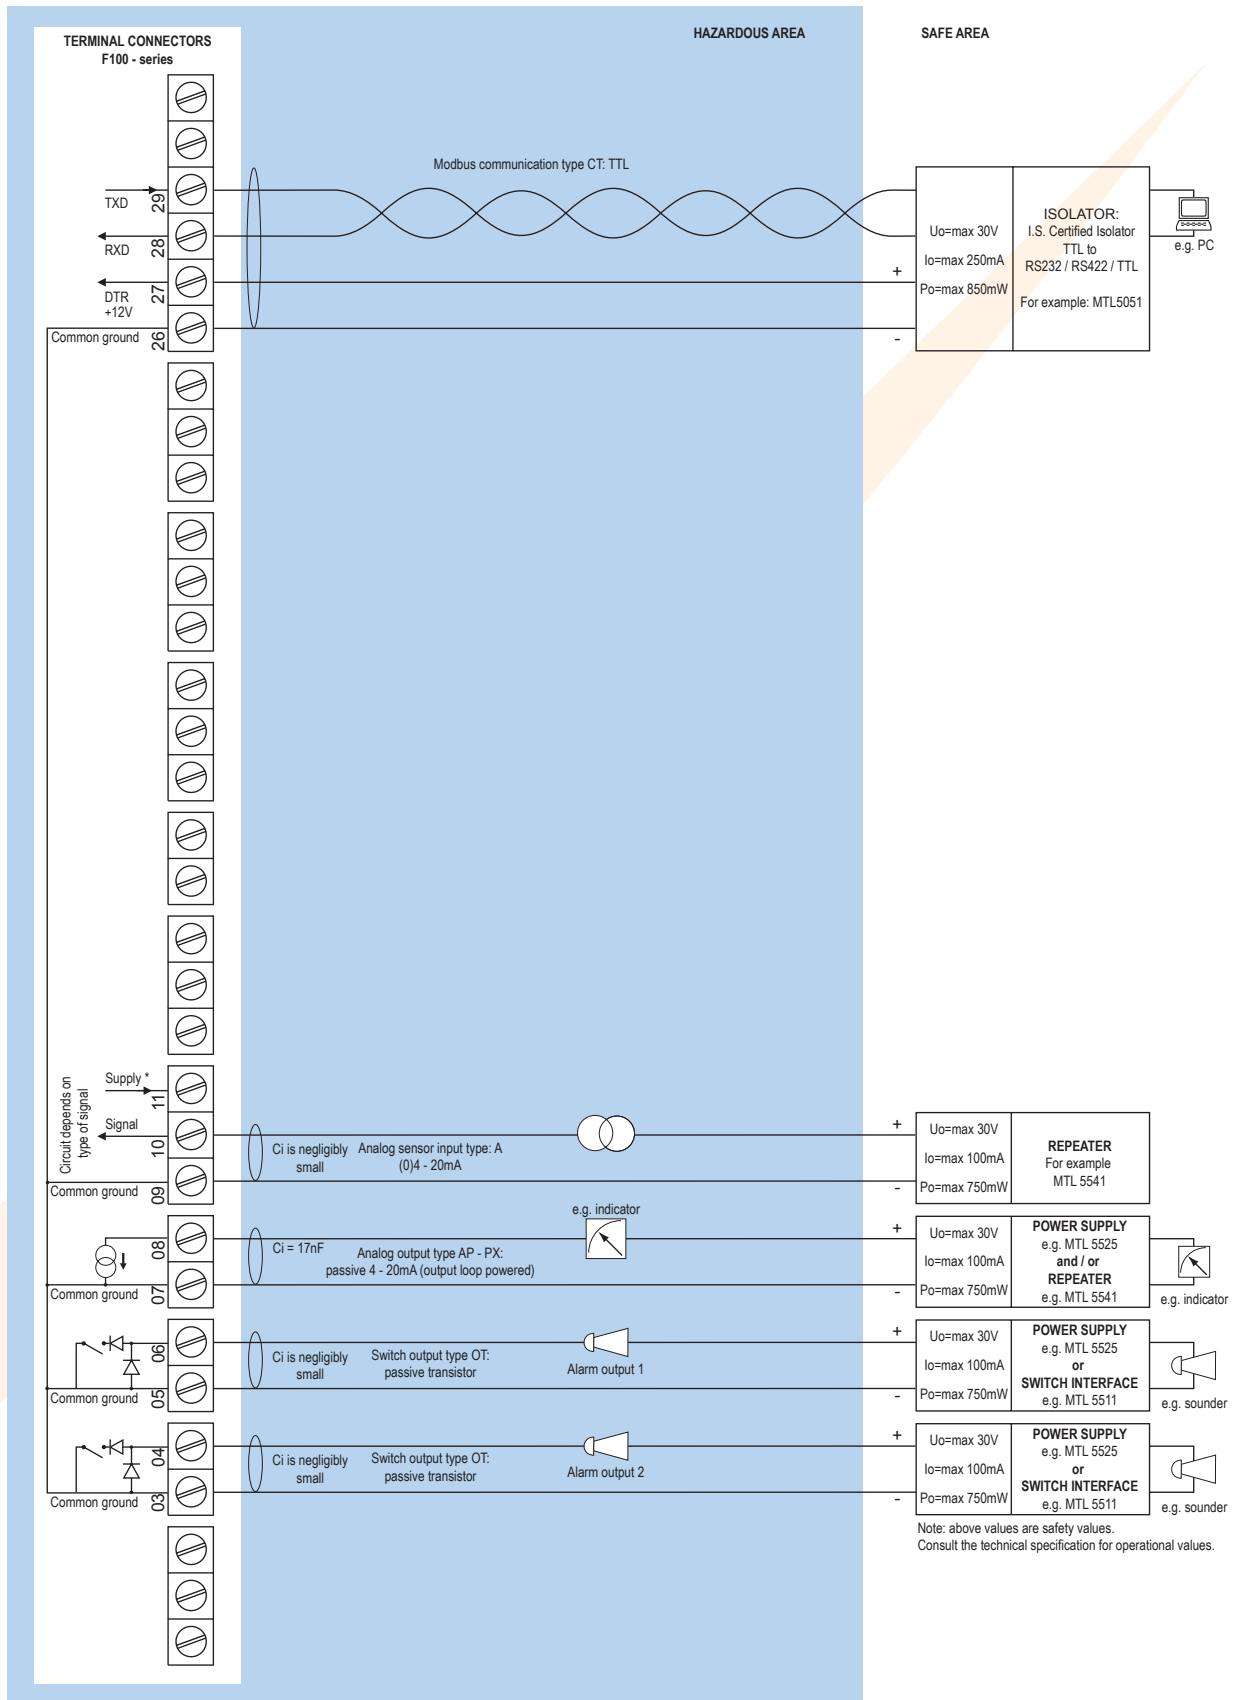 HAZARDOUS AREA
SAFE AREA
TERMINAL CONNECTORS
F100 - series
Modbus communication type CT: TTL
TXD
29
RXD
28
DTR
+12V
27
Common ground
26
+
-
Uo=max 30V
Io=max 250mA
Po=max 850mW
ISOLATOR:
I.S. Certified Isolator
TTL to
RS232 / RS422 / TTL
For example: MTL5051
e.g. PC
Circuit depends on
type of signal
Supply *
11
Signal
10
Common ground
09
Ci is negligibly
small
Analog sensor input type: A
(0)4 - 20mA
+
-
Uo=max 30V
Io=max 100mA
Po=max 750mW
REPEATER
For example
MTL 5541
08
Common ground
07
Ci = 17nF
Analog output type AP - PX:
passive 4 - 20mA (output loop powered)
e.g. indicator
+
-
Uo=max 30V
Io=max 100mA
Po=max 750mW
POWER SUPPLY
e.g. MTL 5525
and / or
REPEATER
e.g. MTL 5541
e.g. indicator
06
Common ground
05
Ci is negligibly
small
Switch output type OT:
passive transistor
Alarm output 1
+
-
Uo=max 30V
Io=max 100mA
Po=max 750mW
POWER SUPPLY
e.g. MTL 5525
or
SWITCH INTERFACE
e.g. MTL 5511
e.g. sounder
04
Common ground
03
Ci is negligibly
small
Switch output type OT:
passive transistor
Alarm output 2
+
-
Uo=max 30V
Io=max 100mA
Po=max 750mW
POWER SUPPLY
e.g. MTL 5525
or
SWITCH INTERFACE
e.g. MTL 5511
e.g. sounder
Note: above values are safety values.
Consult the technical specification for operational values.